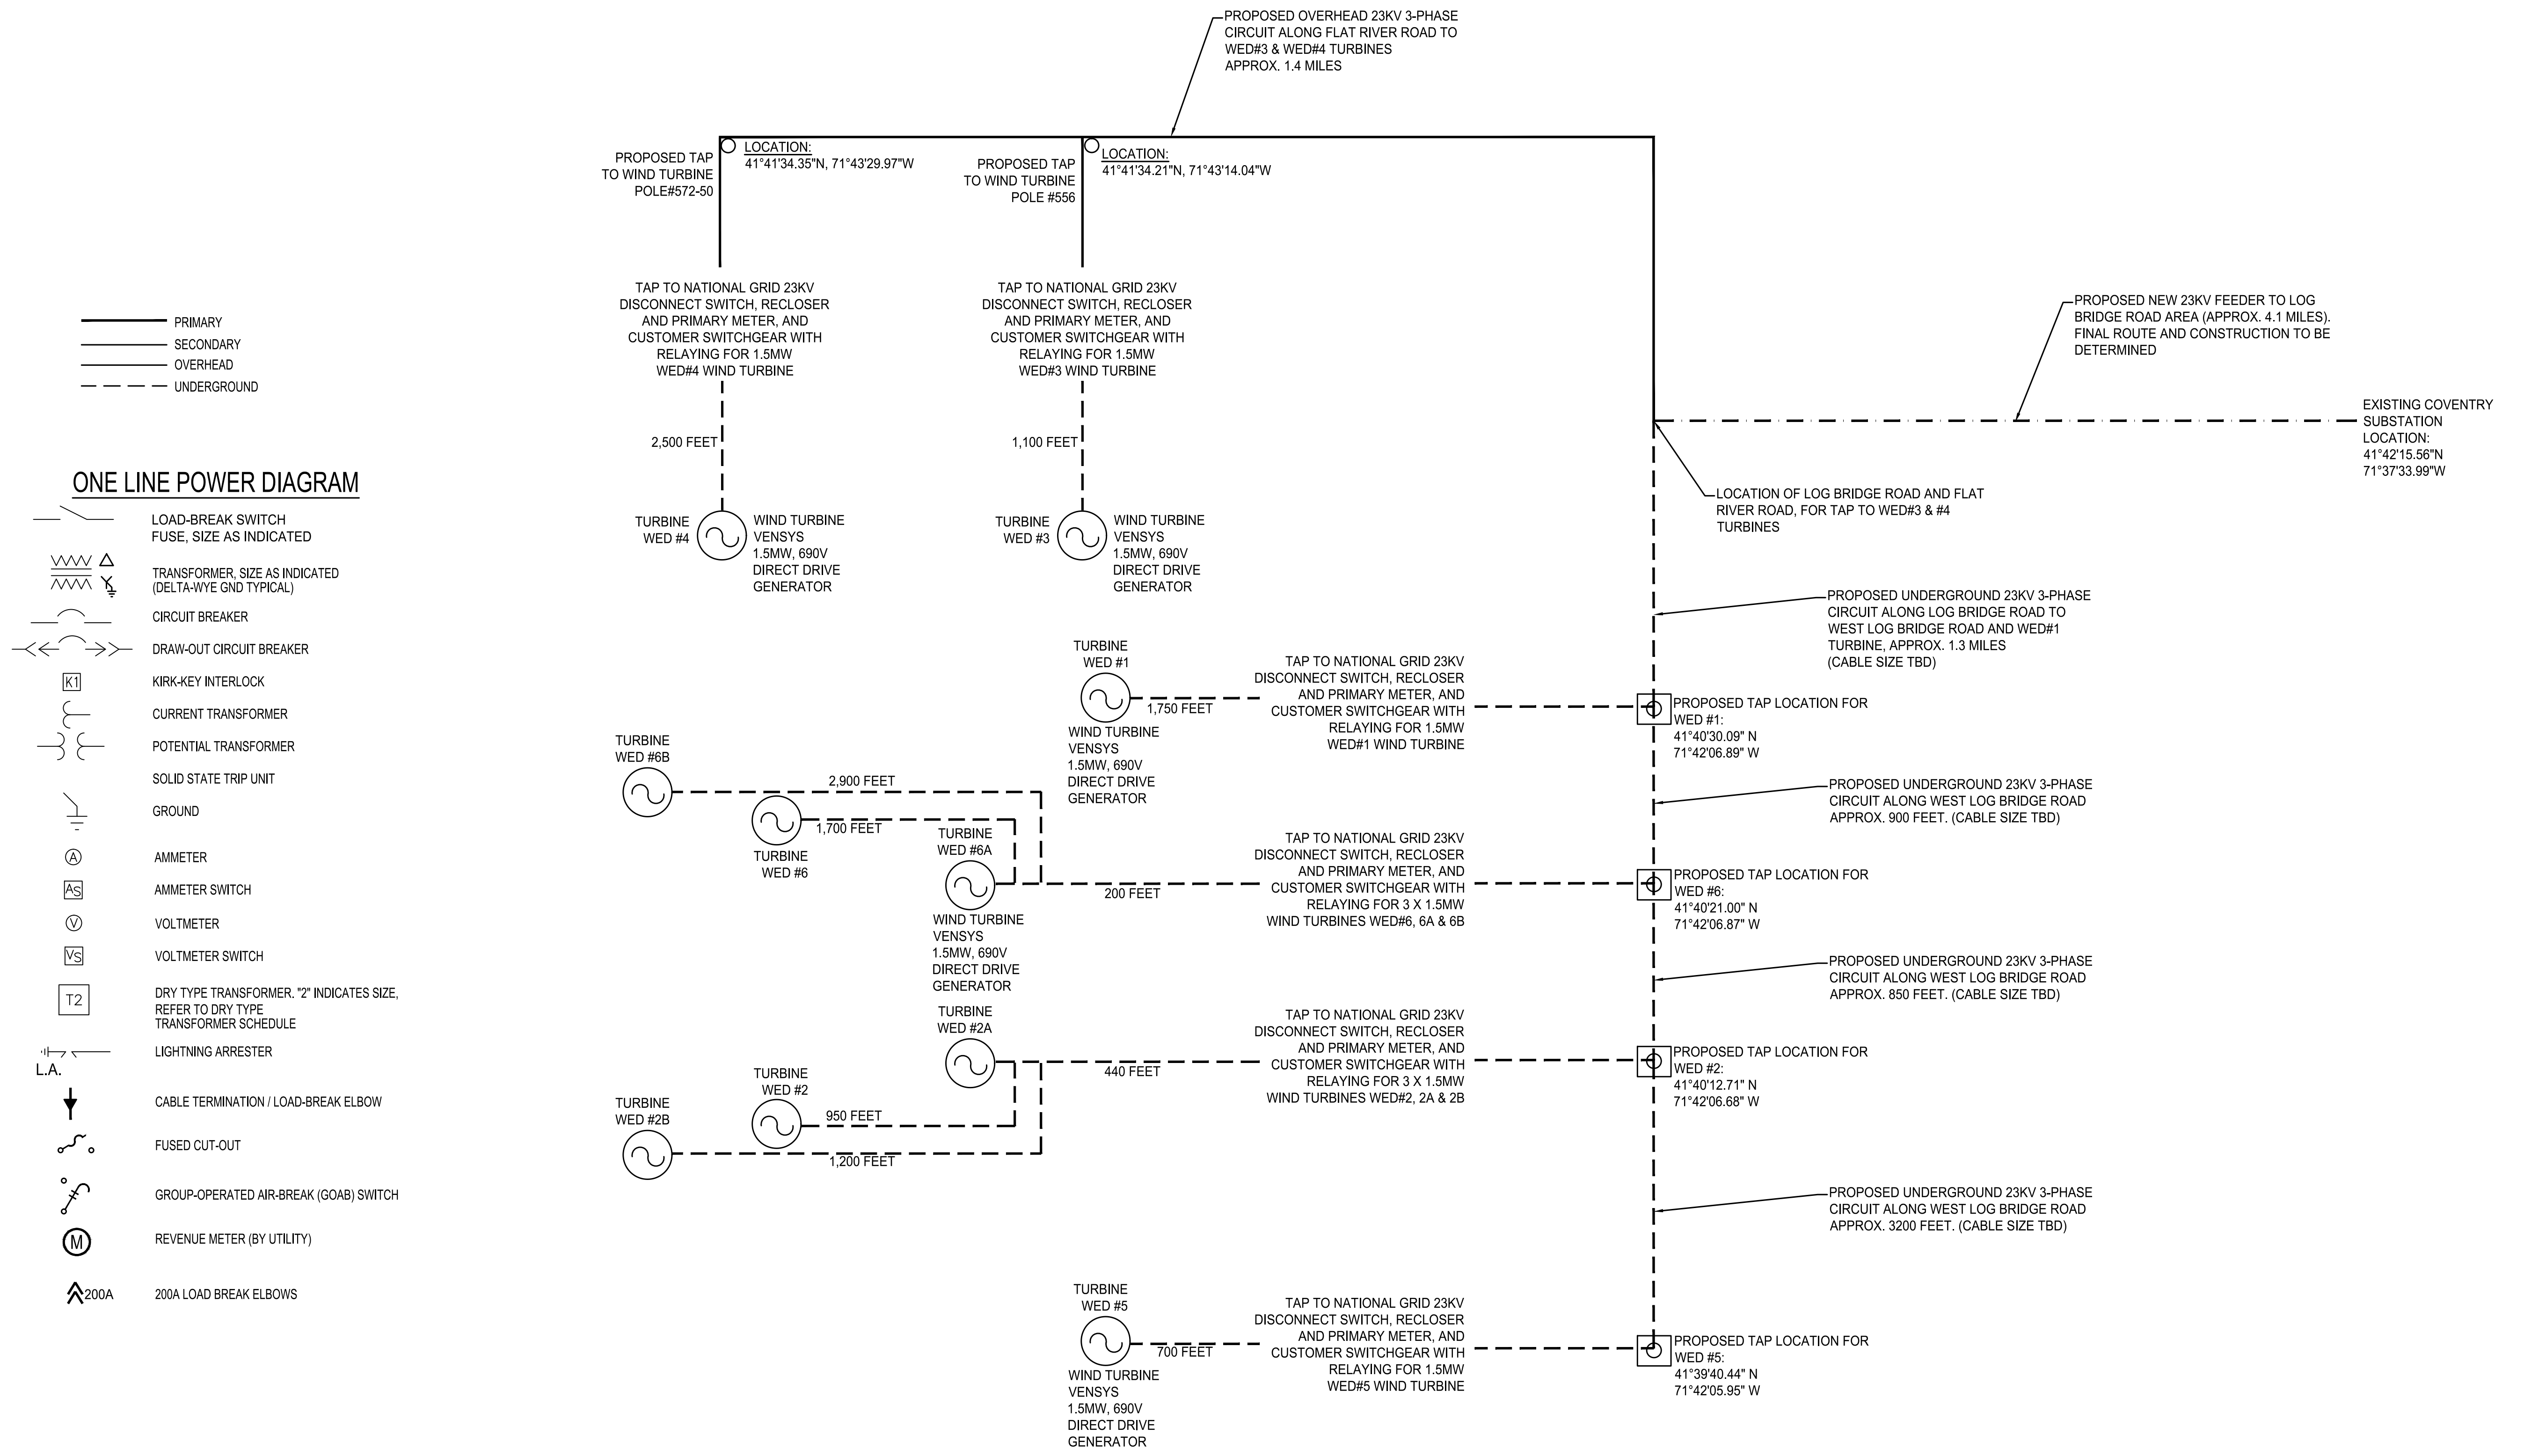 PROPOSED OVERHEAD 23KV 3-PHASE
CIRCUIT ALONG FLAT RIVER ROAD TO
WED#3 & WED#4 TURBINES
APPROX. 1.4 MILES
PROPOSED TAP
TO WIND TURBINE
POLE#572-50
LOCATION:
41°41'34.35"N, 71°43'29.97"W
PROPOSED TAP
TO WIND TURBINE
POLE #556
LOCATION:
41°41'34.21"N, 71°43'14.04"W
TAP TO NATIONAL GRID 23KV
DISCONNECT SWITCH, RECLOSER
AND PRIMARY METER, AND
CUSTOMER SWITCHGEAR WITH
RELAYING FOR 1.5MW
WED#4 WIND TURBINE
TAP TO NATIONAL GRID 23KV
DISCONNECT SWITCH, RECLOSER
AND PRIMARY METER, AND
CUSTOMER SWITCHGEAR WITH
RELAYING FOR 1.5MW
WED#3 WIND TURBINE
PROPOSED NEW 23KV FEEDER TO LOG
BRIDGE ROAD AREA (APPROX. 4.1 MILES).
FINAL ROUTE AND CONSTRUCTION TO BE
DETERMINED
EXISTING COVENTRY
SUBSTATION
LOCATION:
41°42'15.56"N
71°37'33.99"W
PRIMARY
SECONDARY
OVERHEAD
UNDERGROUND
2,500 FEET
1,100 FEET
ONE LINE POWER DIAGRAM
LOAD-BREAK SWITCH
FUSE, SIZE AS INDICATED
TRANSFORMER, SIZE AS INDICATED
(DELTA-WYE GND TYPICAL)
CIRCUIT BREAKER
DRAW-OUT CIRCUIT BREAKER
K1
KIRK-KEY INTERLOCK
CURRENT TRANSFORMER
POTENTIAL TRANSFORMER
SOLID STATE TRIP UNIT
GROUND
A
AMMETER
AS
AMMETER SWITCH
V
VOLTMETER
VS
VOLTMETER SWITCH
T2
DRY TYPE TRANSFORMER. "2" INDICATES SIZE,
REFER TO DRY TYPE
TRANSFORMER SCHEDULE
LIGHTNING ARRESTER
L.A.
CABLE TERMINATION / LOAD-BREAK ELBOW
FUSED CUT-OUT
GROUP-OPERATED AIR-BREAK (GOAB) SWITCH
M
REVENUE METER (BY UTILITY)
200A
200A LOAD BREAK ELBOWS
TURBINE
WED #4
WIND TURBINE
VENSYS
1.5MW, 690V
DIRECT DRIVE
GENERATOR
TURBINE
WED #3
WIND TURBINE
VENSYS
1.5MW, 690V
DIRECT DRIVE
GENERATOR
LOCATION OF LOG BRIDGE ROAD AND FLAT
RIVER ROAD, FOR TAP TO WED#3 & #4
TURBINES
PROPOSED UNDERGROUND 23KV 3-PHASE
CIRCUIT ALONG LOG BRIDGE ROAD TO
WEST LOG BRIDGE ROAD AND WED#1
TURBINE, APPROX. 1.3 MILES
(CABLE SIZE TBD)
TURBINE
WED #1
1,750 FEET
WIND TURBINE
VENSYS
1.5MW, 690V
DIRECT DRIVE
GENERATOR
TAP TO NATIONAL GRID 23KV
DISCONNECT SWITCH, RECLOSER
AND PRIMARY METER, AND
CUSTOMER SWITCHGEAR WITH
RELAYING FOR 1.5MW
WED#1 WIND TURBINE
PROPOSED TAP LOCATION FOR
WED #1:
41°40'30.09" N
71°42'06.89" W
PROPOSED UNDERGROUND 23KV 3-PHASE
CIRCUIT ALONG WEST LOG BRIDGE ROAD
APPROX. 900 FEET. (CABLE SIZE TBD)
TURBINE
WED #6B
2,900 FEET
1,700 FEET
TURBINE
WED #6
TURBINE
WED #6A
200 FEET
WIND TURBINE
VENSYS
1.5MW, 690V
DIRECT DRIVE
GENERATOR
TAP TO NATIONAL GRID 23KV
DISCONNECT SWITCH, RECLOSER
AND PRIMARY METER, AND
CUSTOMER SWITCHGEAR WITH
RELAYING FOR 3 X 1.5MW
WIND TURBINES WED#6, 6A & 6B
PROPOSED TAP LOCATION FOR
WED #6:
41°40'21.00" N
71°42'06.87" W
PROPOSED UNDERGROUND 23KV 3-PHASE
CIRCUIT ALONG WEST LOG BRIDGE ROAD
APPROX. 850 FEET. (CABLE SIZE TBD)
TURBINE
WED #2A
440 FEET
TURBINE
WED #2
950 FEET
TURBINE
WED #2B
1,200 FEET
TAP TO NATIONAL GRID 23KV
DISCONNECT SWITCH, RECLOSER
AND PRIMARY METER, AND
CUSTOMER SWITCHGEAR WITH
RELAYING FOR 3 X 1.5MW
WIND TURBINES WED#2, 2A & 2B
PROPOSED TAP LOCATION FOR
WED #2:
41°40'12.71" N
71°42'06.68" W
PROPOSED UNDERGROUND 23KV 3-PHASE
CIRCUIT ALONG WEST LOG BRIDGE ROAD
APPROX. 3200 FEET. (CABLE SIZE TBD)
TURBINE
WED #5
700 FEET
WIND TURBINE
VENSYS
1.5MW, 690V
DIRECT DRIVE
GENERATOR
TAP TO NATIONAL GRID 23KV
DISCONNECT SWITCH, RECLOSER
AND PRIMARY METER, AND
CUSTOMER SWITCHGEAR WITH
RELAYING FOR 1.5MW
WED#5 WIND TURBINE
PROPOSED TAP LOCATION FOR
WED #5:
41°39'40.44" N
71°42'05.95" W